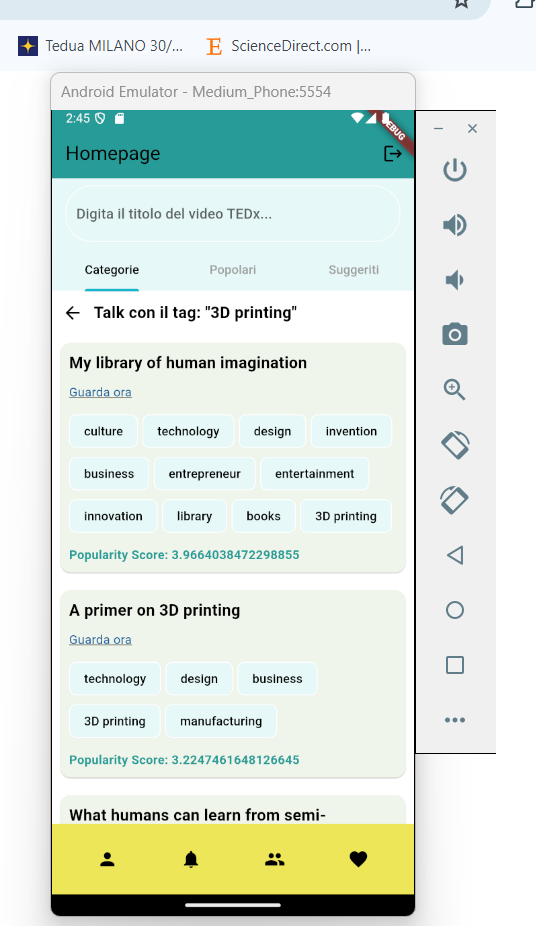 Tedua MILANO 30/...
ScienceDirect.com |...
Android Emulator - Medium_Phone:5554
2:45
Homepage
Digita il titolo del video TEDx...
Categorie Popolari Suggeriti
Talk con il tag: "3D printing"
My library of human imagination
Guarda ora
culture technology design invention
business entrepreneur entertainment
innovation library books 3D printing
Popularity Score: 3.9664038472298855
A primer on 3D printing
Guarda ora
technology design business
3D printing manufacturing
Popularity Score: 3.2247461648126645
What humans can learn from semi-